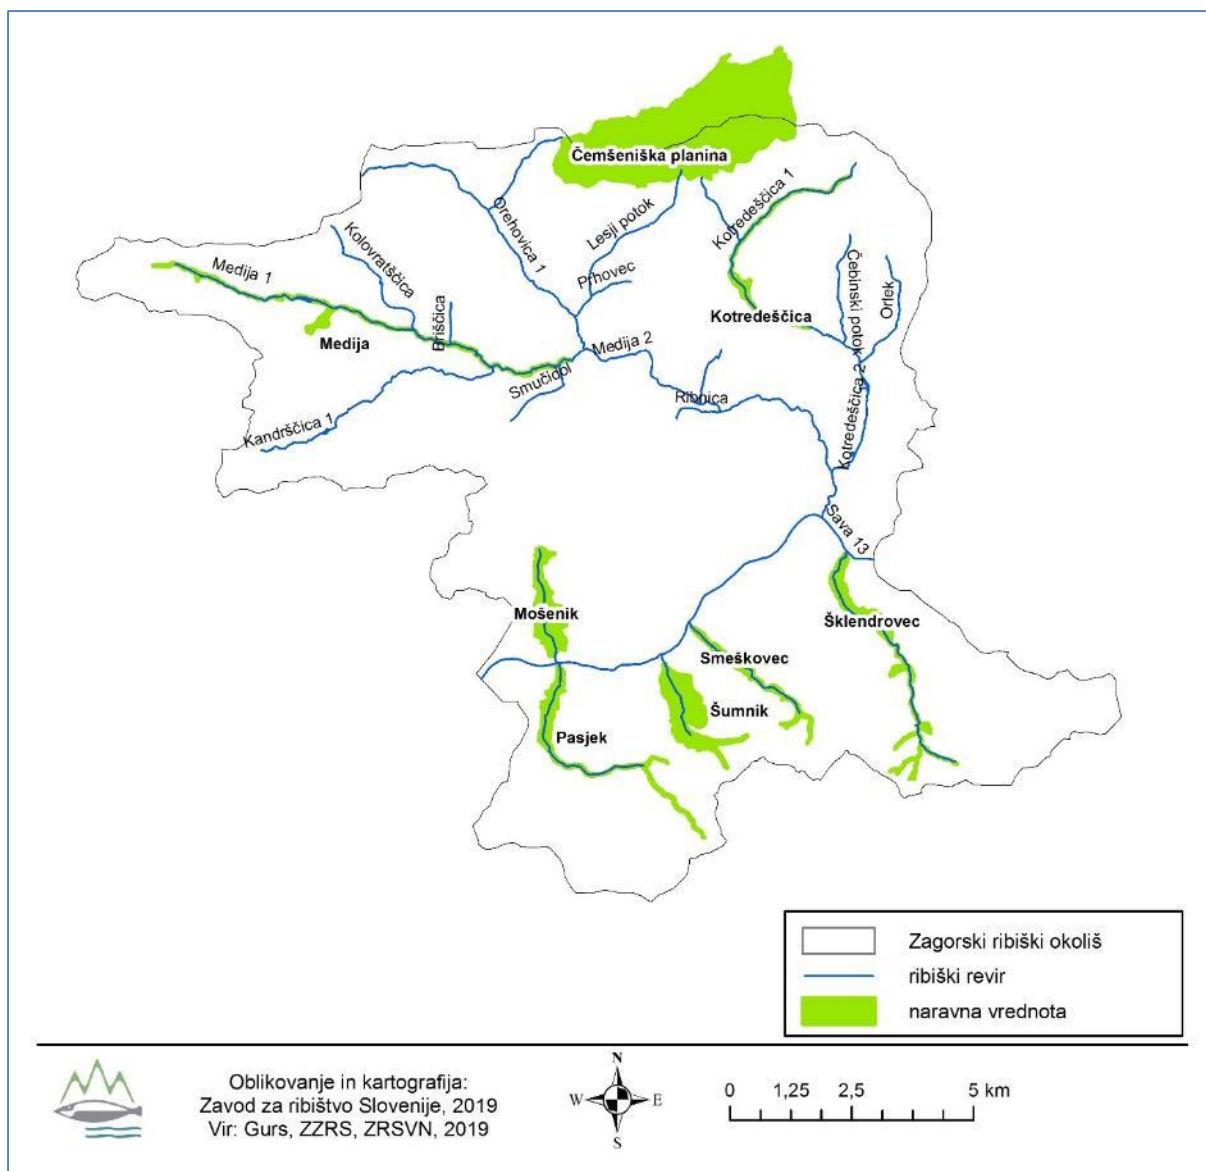 Čemšeniška planina
Kotredeščica 1
Orehovica 1
Lesji potok
Kolovratščica
Prhovec
Medija 1
Čebinski potok
Orlek
Kotredeščica
Briščica
Medija
Medija 2
Smučidol
Ribnica
Kotredeščica 2
Kandrščica 1
Sava 13
Mošenik
Šklendrovec
Smeškovec
Šumnik
Pasjek
Zagorski ribiški okoliš
ribiški revir
naravna vrednota
Oblikovanje in kartografija:
Zavod za ribištvo Slovenije, 2019
Vir: Gurs, ZZRS, ZRSVN, 2019
N
W
E
S
0 1,25 2,5 5 km